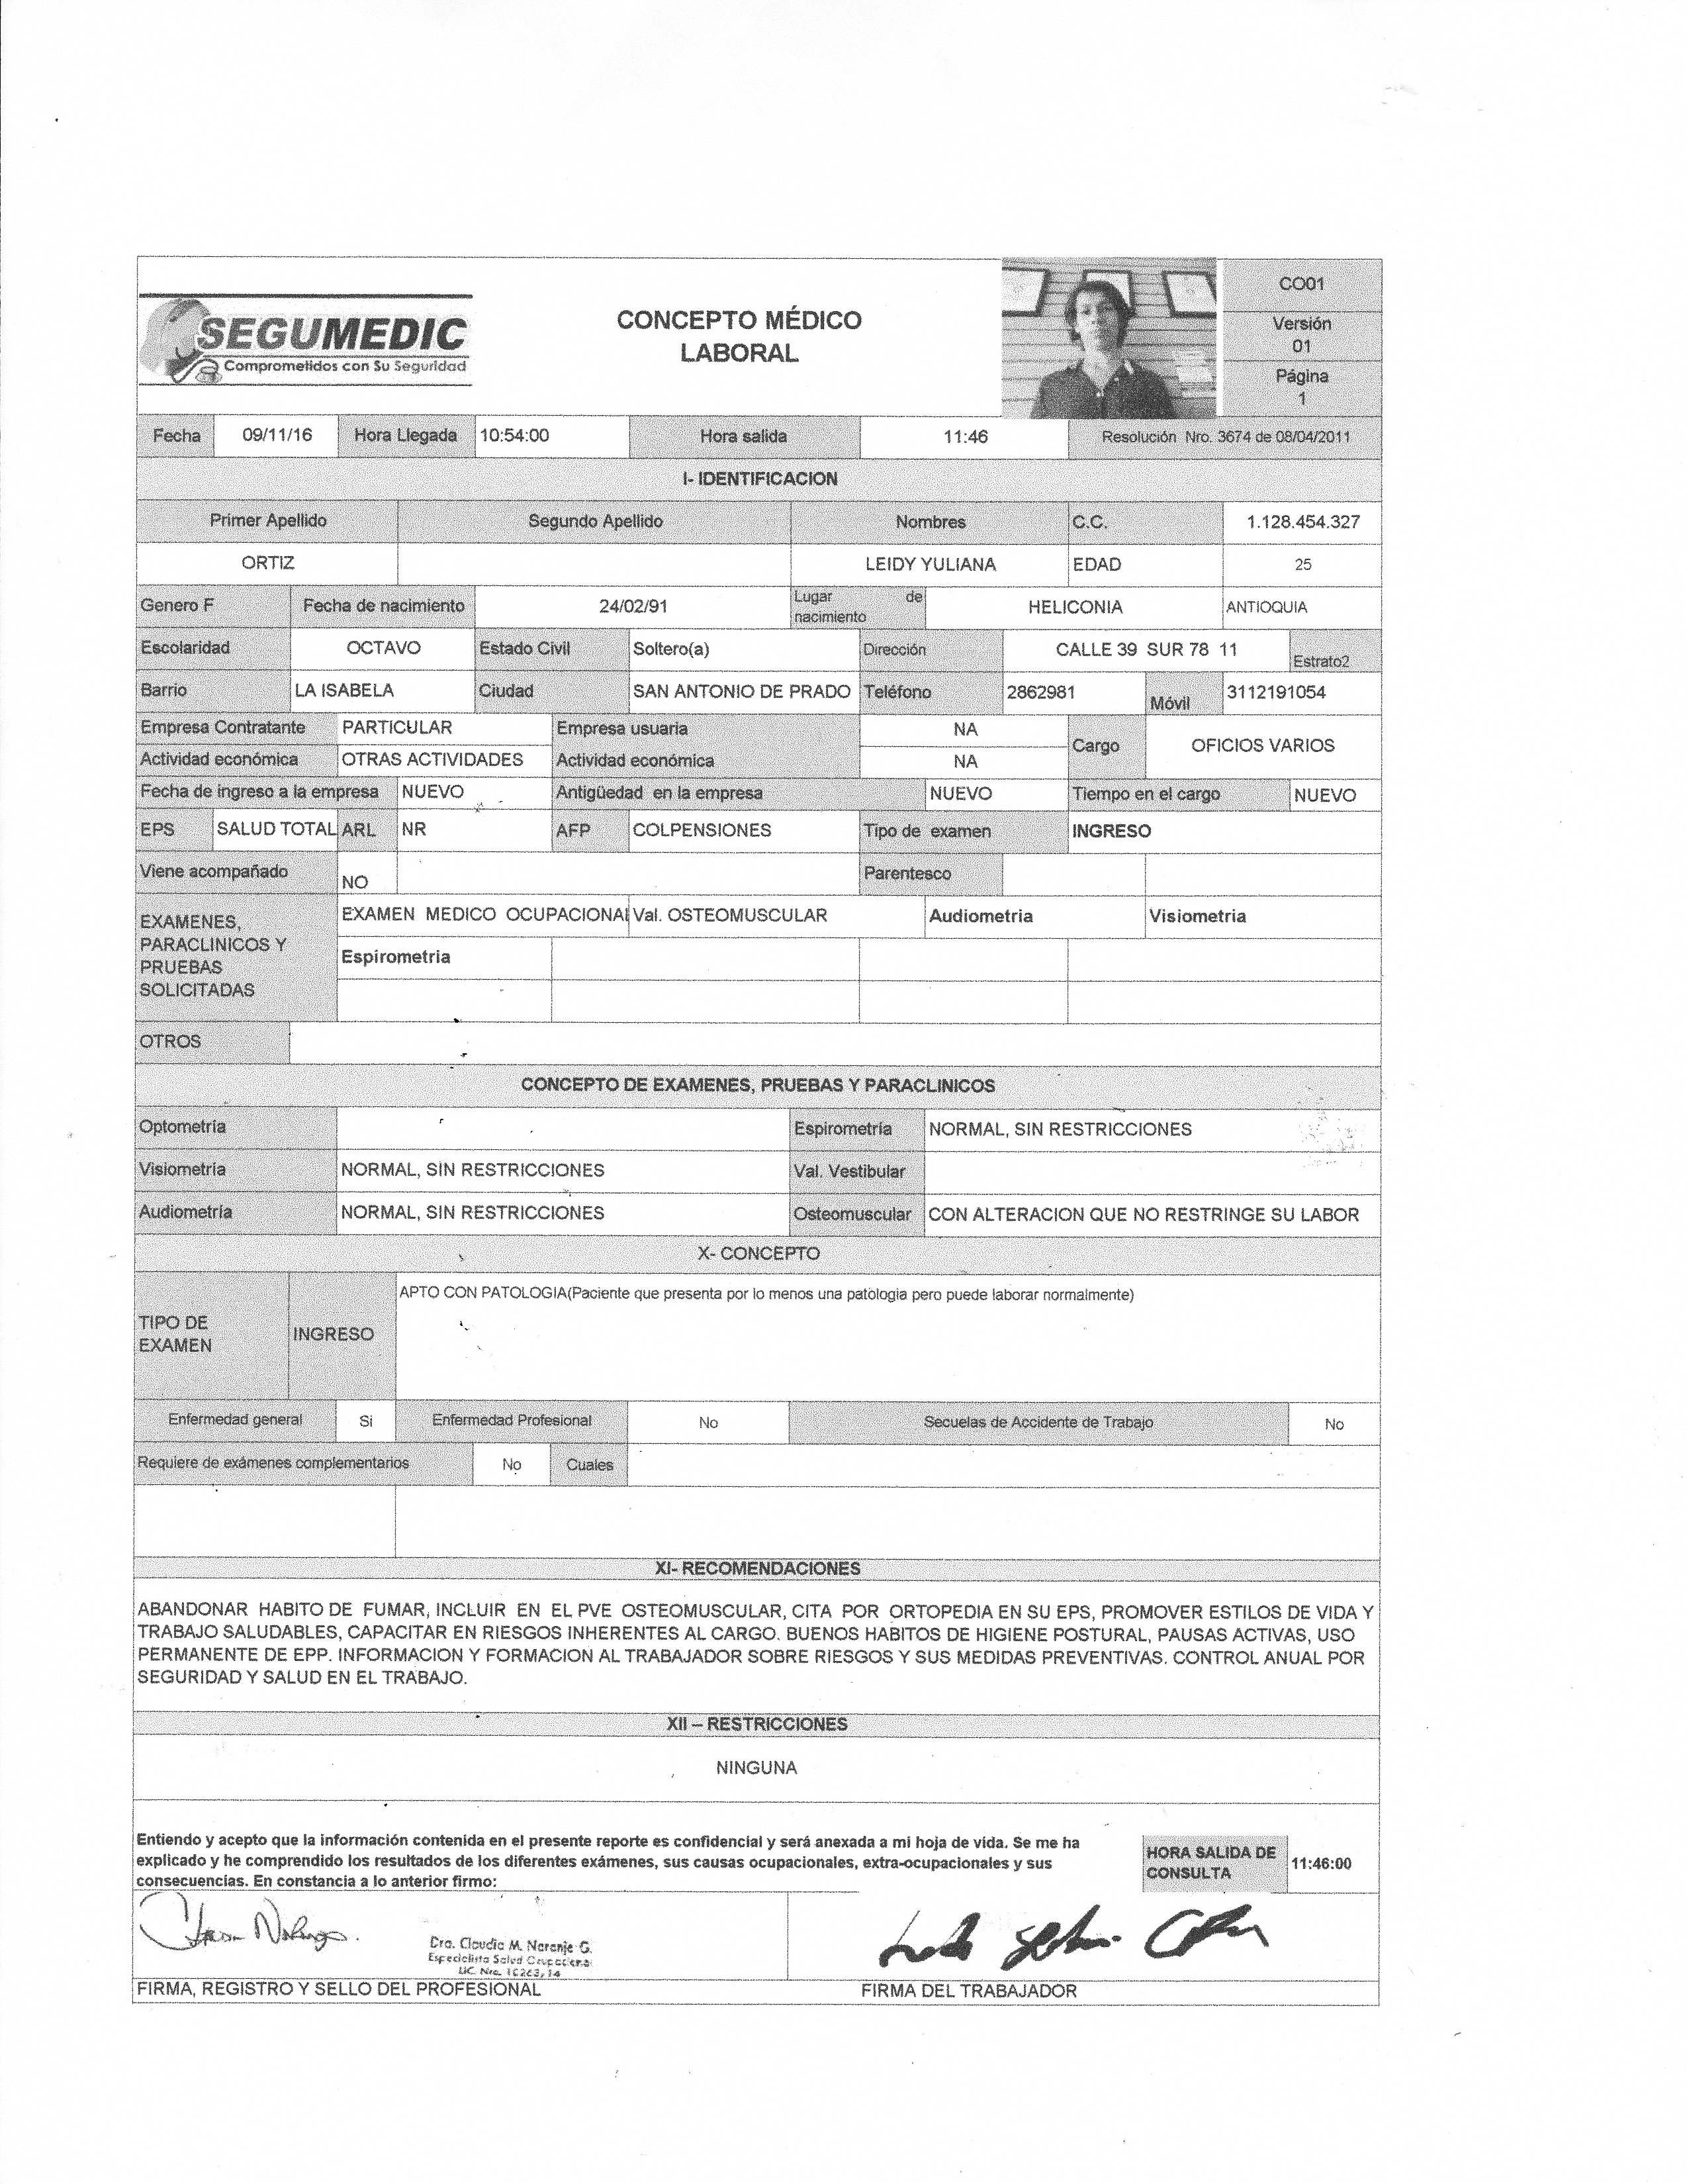 SEGUMEDIC
Comprometidos con Su Seguridad
CONCEPTO MÉDICO
LABORAL
CO01
Versión
01
Página
1
Fecha 09/11/16 Hora Llegada 10:54:00 Hora salida 11:46 Resolución Nro. 3674 de 08/04/2011
I- IDENTIFICACION
Primer Apellido Segundo Apellido Nombres C.C. 1.128.454.327
ORTIZ LEIDY YULIANA EDAD 25
Genero F Fecha de nacimiento 24/02/91 Lugar de nacimiento HELICONIA ANTIOQUIA
Escolaridad OCTAVO Estado Civil Soltero(a) Dirección CALLE 39 SUR 78 11 Estrato2
Barrio LA ISABELA Ciudad SAN ANTONIO DE PRADO Teléfono 2862981 Móvil 3112191054
Empresa Contratante PARTICULAR Empresa usuaria NA Cargo OFICIOS VARIOS
Actividad económica OTRAS ACTIVIDADES Actividad económica NA
Fecha de ingreso a la empresa NUEVO Antigüedad en la empresa NUEVO Tiempo en el cargo NUEVO
EPS SALUD TOTAL ARL NR AFP COLPENSIONES Tipo de examen INGRESO
Viene acompañado NO Parentesco
EXAMENES,
PARACLINICOS Y
PRUEBAS
SOLICITADAS
EXAMEN MEDICO OCUPACIONAL Val. OSTEOMUSCULAR Audiometria Visiometria
Espirometria
OTROS
CONCEPTO DE EXAMENES, PRUEBAS Y PARACLINICOS
Optometría Espirometría NORMAL, SIN RESTRICCIONES
Visiometría NORMAL, SIN RESTRICCIONES Val. Vestibular
Audiometría NORMAL, SIN RESTRICCIONES Osteomuscular CON ALTERACION QUE NO RESTRINGE SU LABOR
X- CONCEPTO
TIPO DE
EXAMEN
INGRESO
APTO CON PATOLOGIA(Paciente que presenta por lo menos una patologia pero puede laborar normalmente)
Enfermedad general Si Enfermedad Profesional No Secuelas de Accidente de Trabajo No
Requiere de exámenes complementarios No Cuales
XI- RECOMENDACIONES
ABANDONAR HABITO DE FUMAR, INCLUIR EN EL PVE OSTEOMUSCULAR, CITA POR ORTOPEDIA EN SU EPS, PROMOVER ESTILOS DE VIDA Y
TRABAJO SALUDABLES, CAPACITAR EN RIESGOS INHERENTES AL CARGO. BUENOS HABITOS DE HIGIENE POSTURAL, PAUSAS ACTIVAS, USO
PERMANENTE DE EPP. INFORMACION Y FORMACION AL TRABAJADOR SOBRE RIESGOS Y SUS MEDIDAS PREVENTIVAS. CONTROL ANUAL POR
SEGURIDAD Y SALUD EN EL TRABAJO.
XII – RESTRICCIONES
NINGUNA
Entiendo y acepto que la información contenida en el presente reporte es confidencial y será anexada a mi hoja de vida. Se me ha
explicado y he comprendido los resultados de los diferentes exámenes, sus causas ocupacionales, extra-ocupacionales y sus
consecuencias. En constancia a lo anterior firmo:
HORA SALIDA DE
CONSULTA
11:46:00
Dra. Claudia M. Naranjo G.
Especialista Salud Ocupacional
LIC. Nro.
FIRMA, REGISTRO Y SELLO DEL PROFESIONAL FIRMA DEL TRABAJADOR